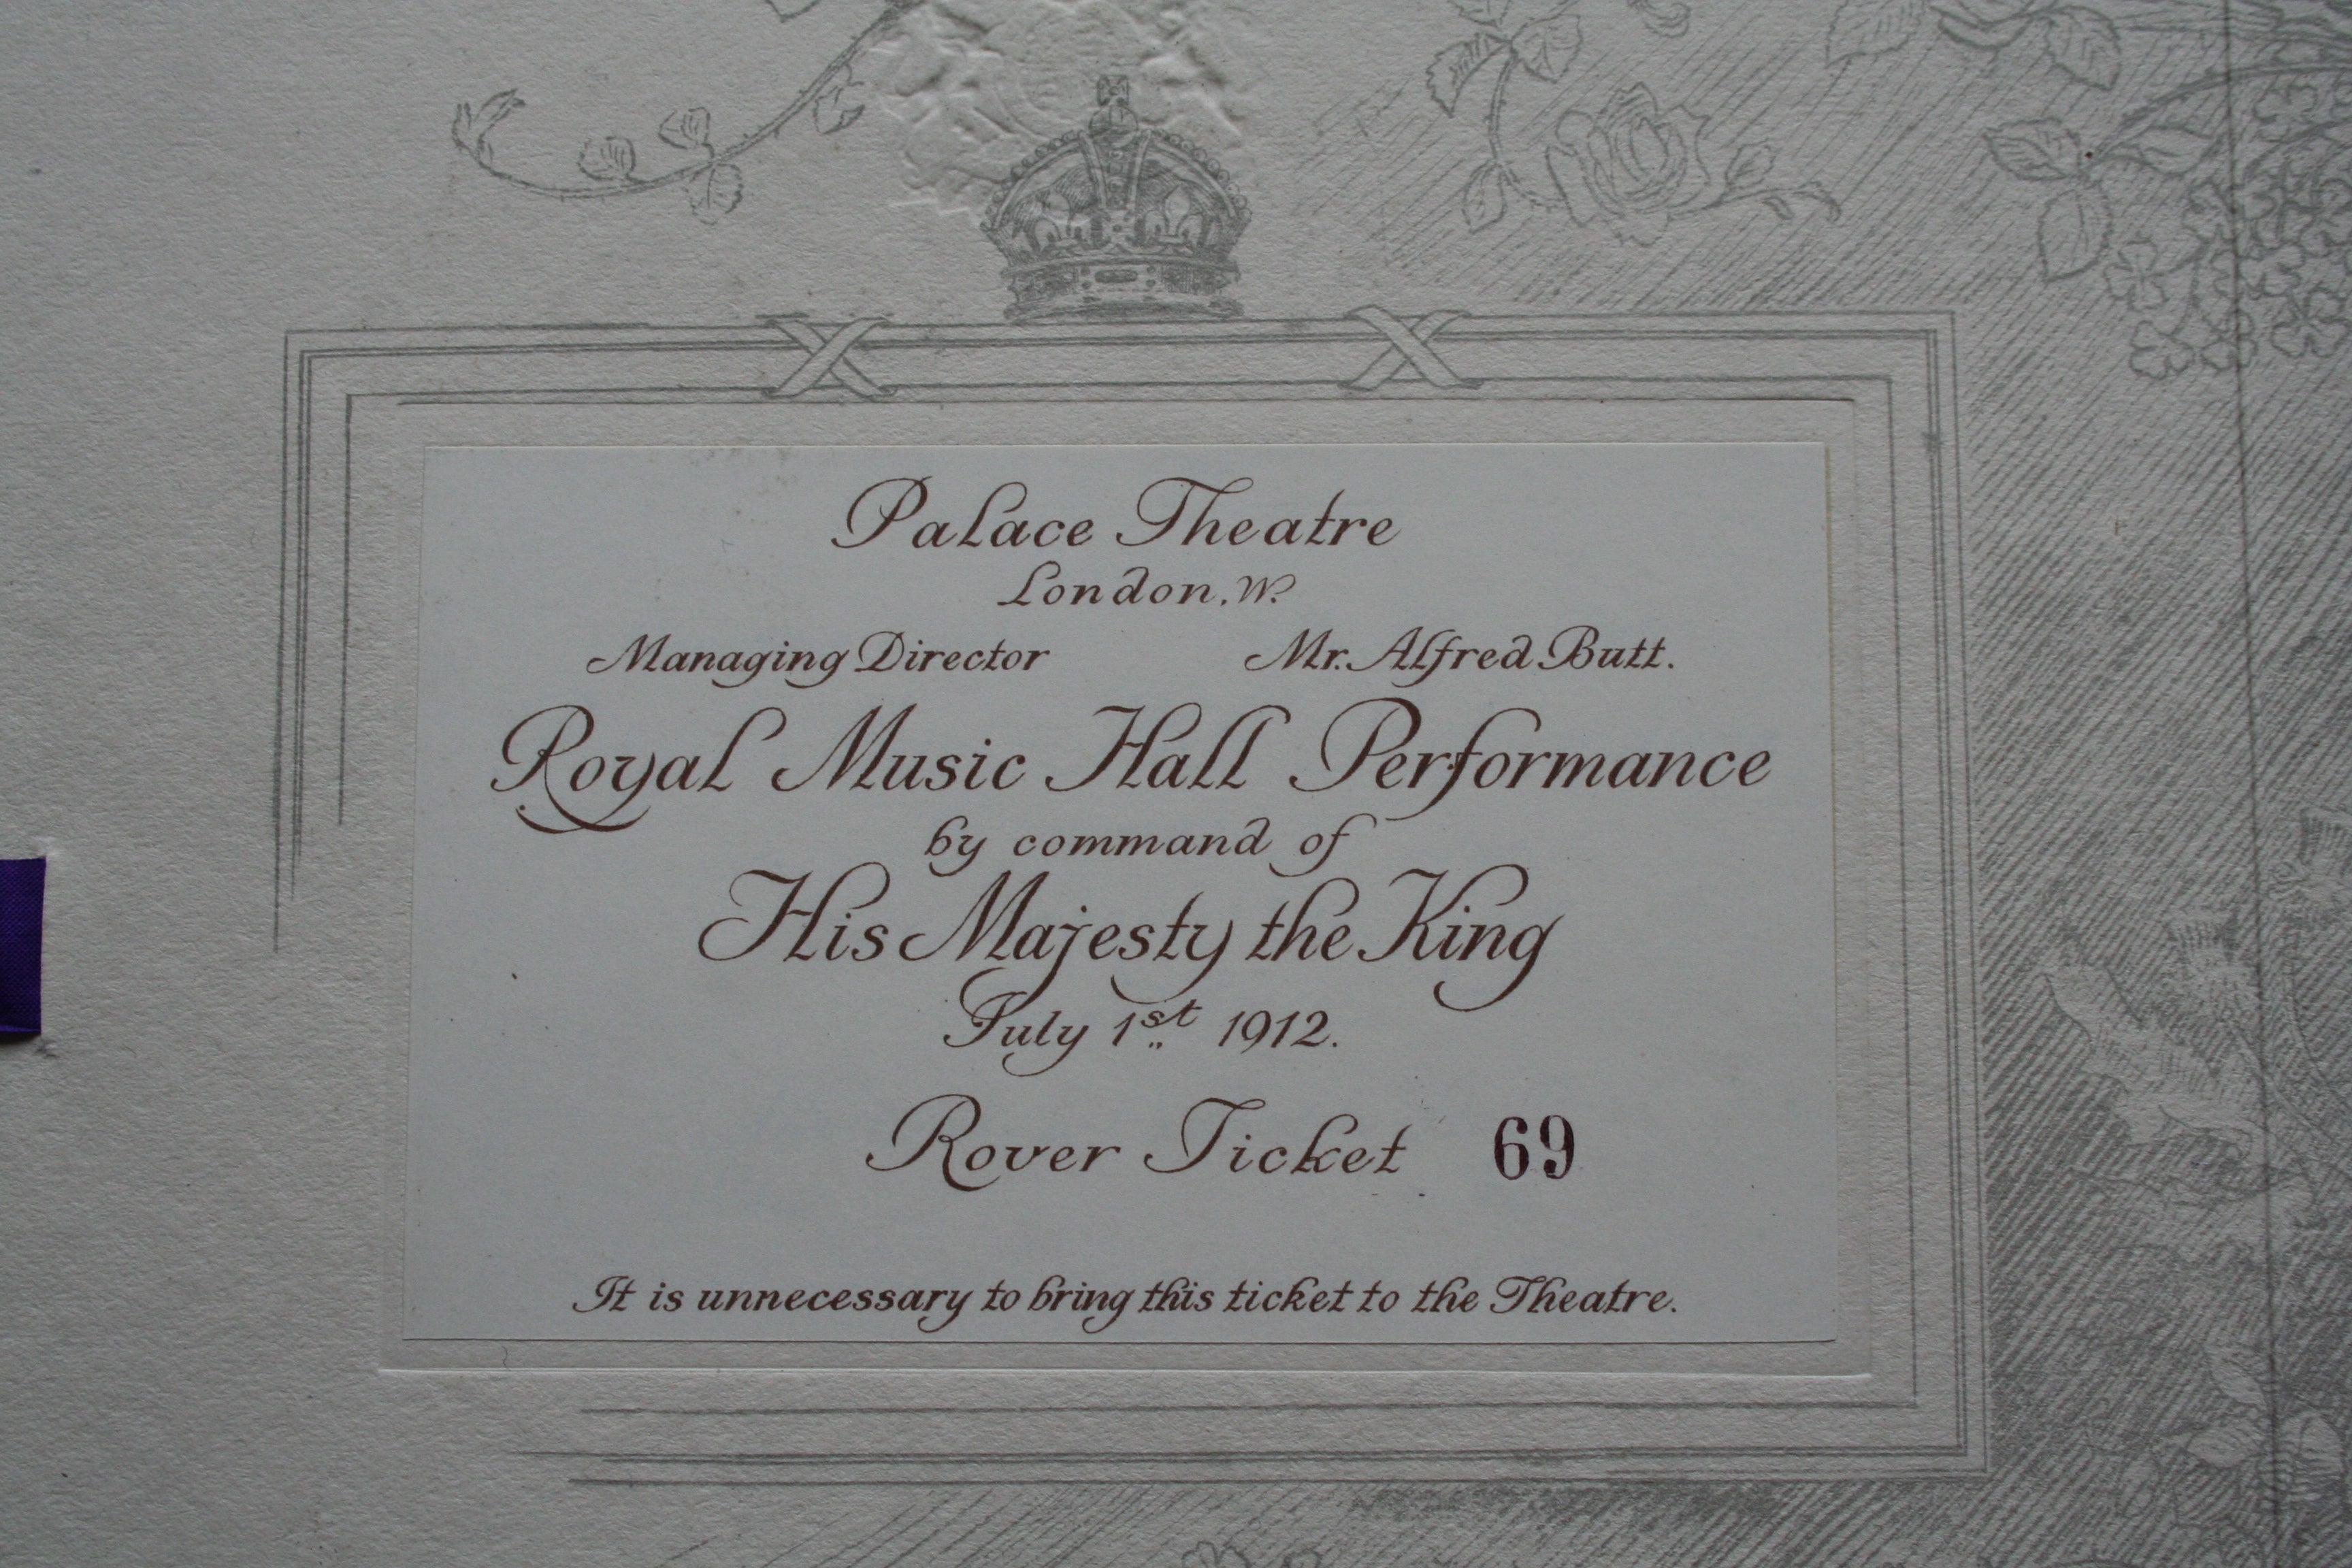 Palace Theatre
London. W.
Managing Director Mr. Alfred Butt.
Royal Music Hall Performance
by command of
His Majesty the King
July 1st 1912.
Rover Ticket 69
It is unnecessary to bring this ticket to the Theatre.